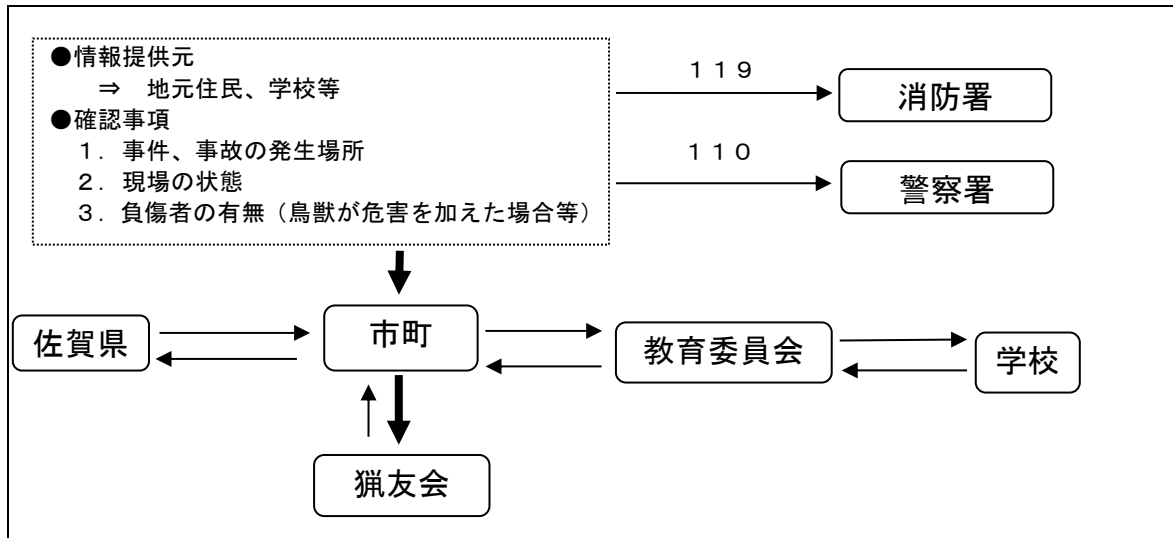 ●情報提供元
⇒ 地元住民、学校等
●確認事項
１．事件、事故の発生場所
２．現場の状態
３．負傷者の有無（鳥獣が危害を加えた場合等）
１１９
消防署
１１０
警察署
佐賀県
市町
教育委員会
学校
猟友会